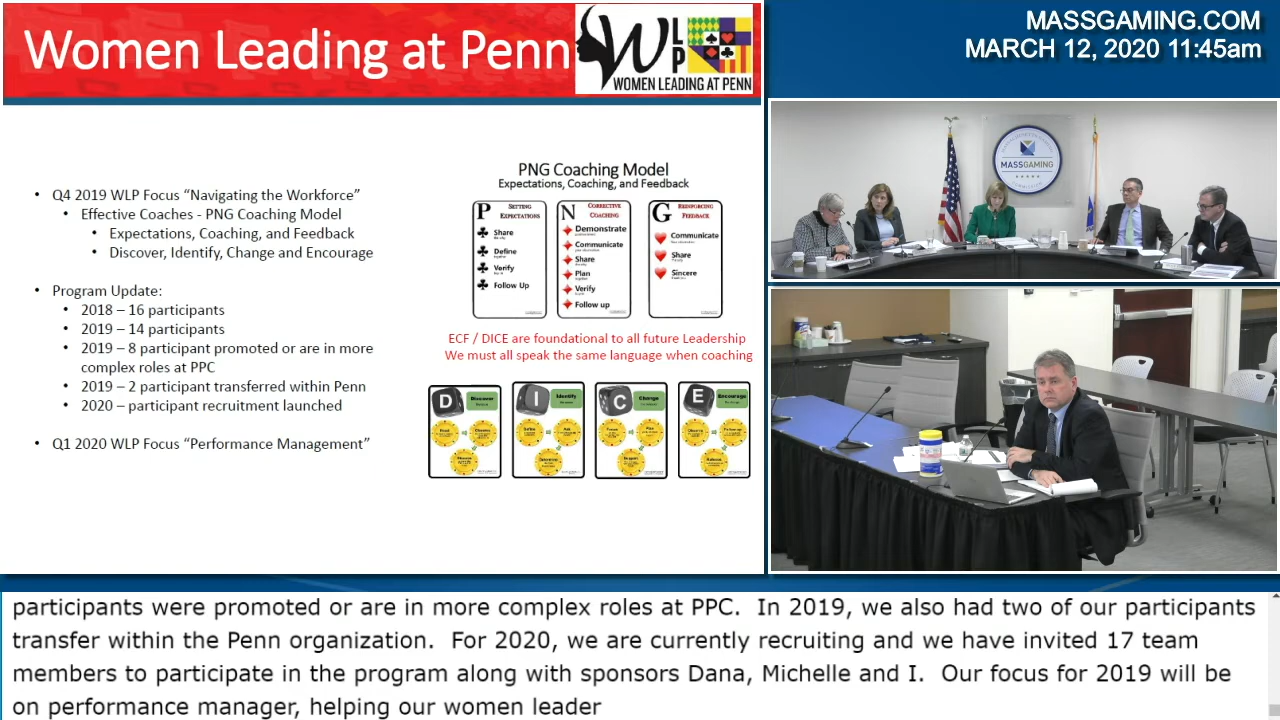 Women Leading at Penn
W L P
WOMEN LEADING AT PENN
MASSGAMING.COM
MARCH 12, 2020 11:45am
MASSGAMING
• Q4 2019 WLP Focus “Navigating the Workforce”
• Effective Coaches - PNG Coaching Model
• Expectations, Coaching, and Feedback
• Discover, Identify, Change and Encourage
• Program Update:
• 2018 – 16 participants
• 2019 – 14 participants
• 2019 – 8 participant promoted or are in more
complex roles at PPC
• 2019 – 2 participant transferred within Penn
• 2020 – participant recruitment launched
• Q1 2020 WLP Focus “Performance Management”
PNG Coaching Model
Expectations, Coaching, and Feedback
P SETTING
EXPECTATIONS
Share
Define
Verify
Follow Up
N CORRECTIVE
COACHING
Demonstrate
Communicate
Share
Plan
Verify
Follow up
G REINFORCING
FEEDBACK
Communicate
Share
Sincere
ECF / DICE are foundational to all future Leadership
We must all speak the same language when coaching
D Discover
I Identify
C Change
E Encourage
participants were promoted or are in more complex roles at PPC. In 2019, we also had two of our participants
transfer within the Penn organization. For 2020, we are currently recruiting and we have invited 17 team
members to participate in the program along with sponsors Dana, Michelle and I. Our focus for 2019 will be
on performance manager, helping our women leader